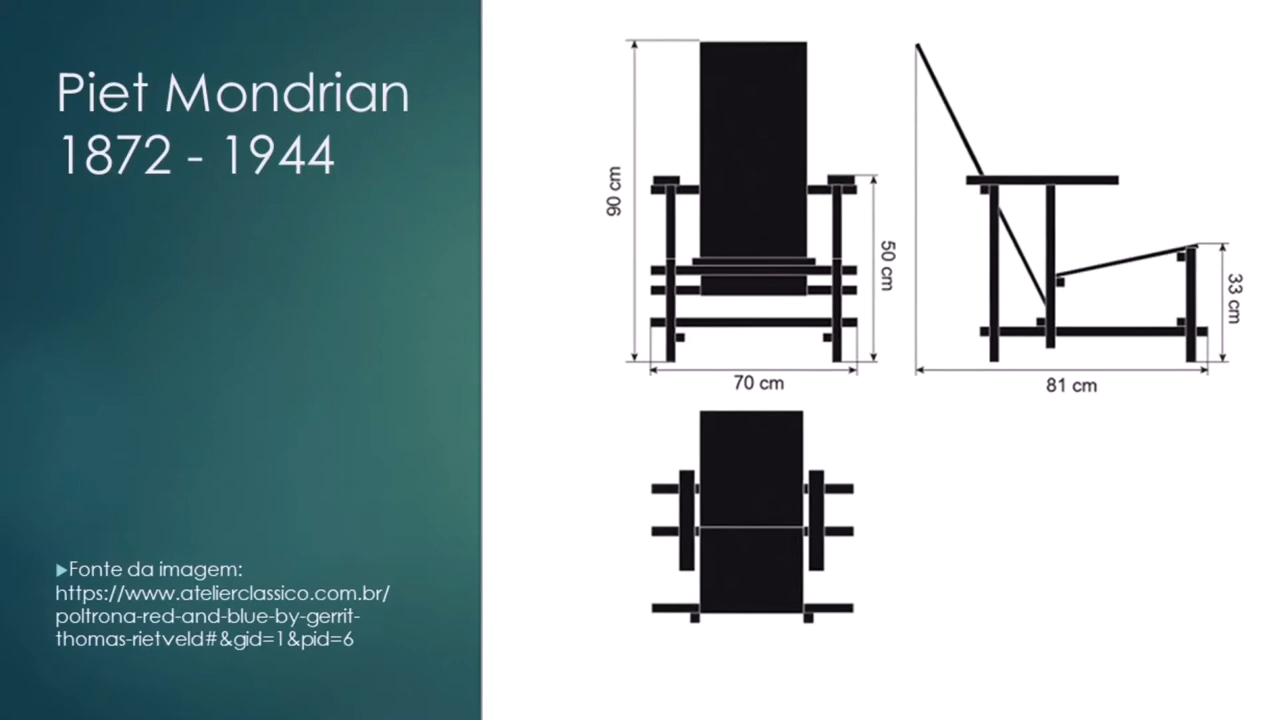 Piet Mondrian
1872 - 1944
▶Fonte da imagem:
https://www.atelierclassico.com.br/
poltrona-red-and-blue-by-gerrit-
thomas-rietveld#&gid=1&pid=6
90 cm
50 cm
70 cm
33 cm
81 cm